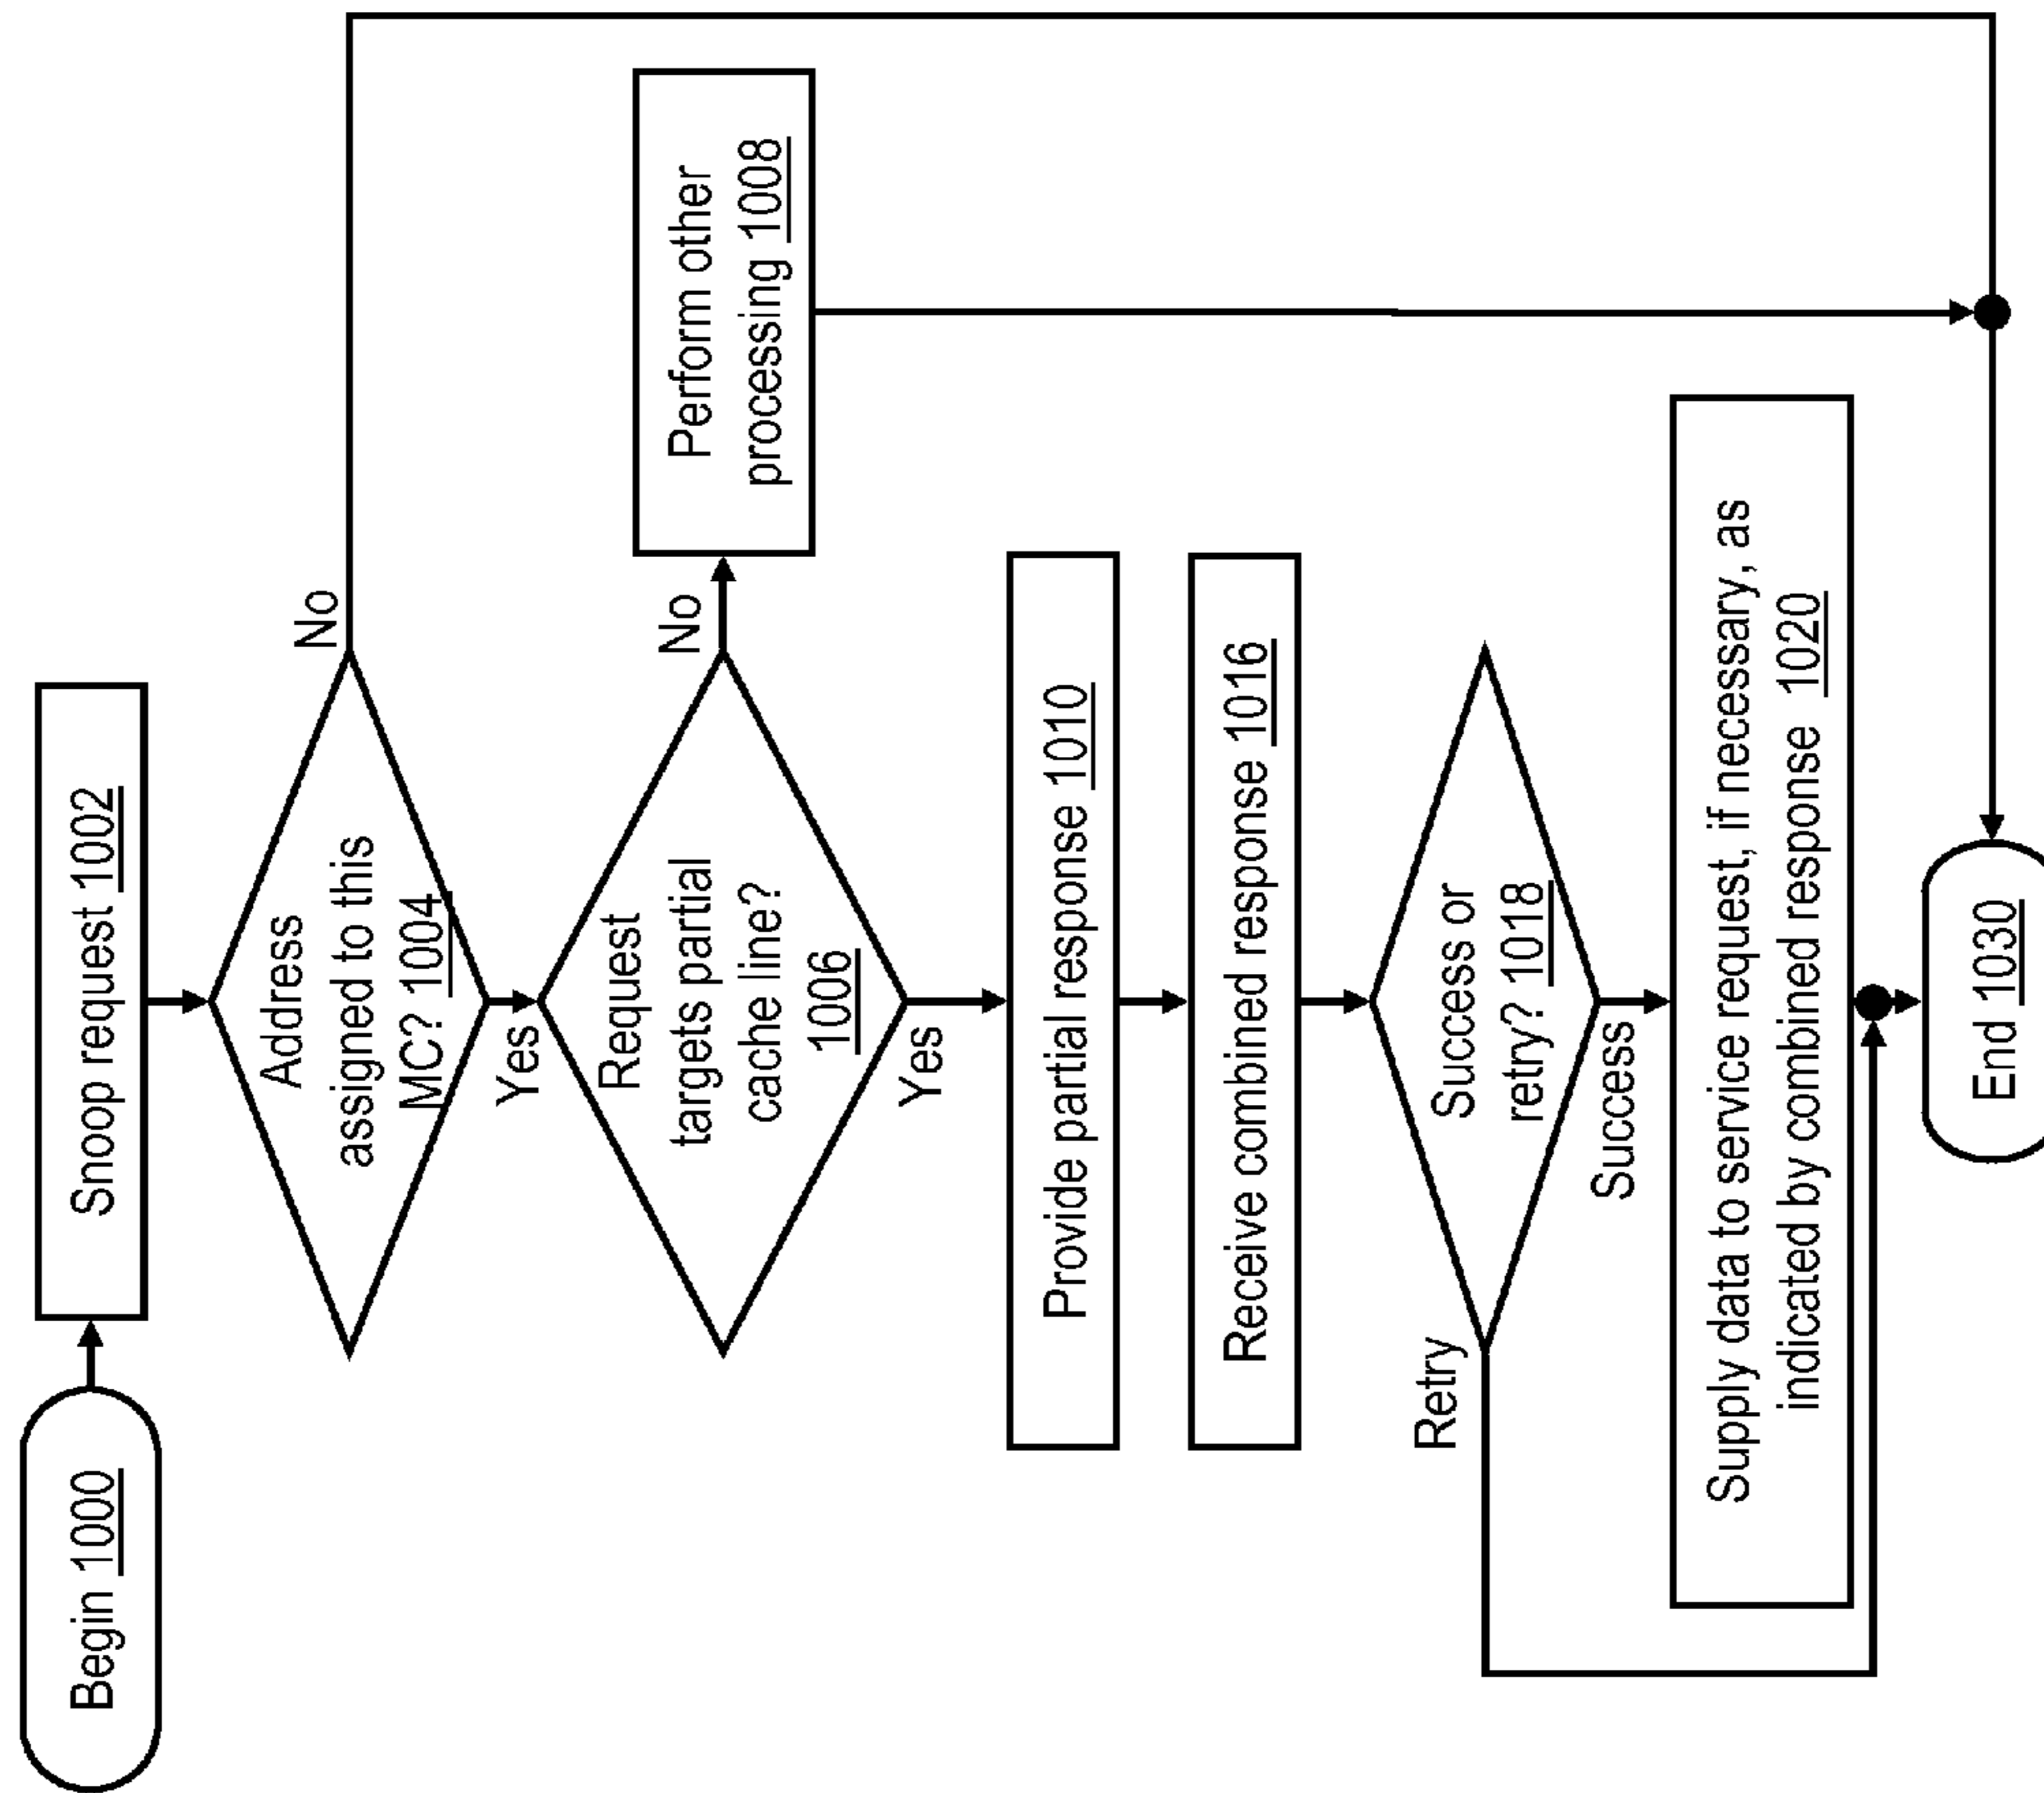 Begin 1000
Snoop request 1002
Address
assigned to this
MC? 1004
No
Yes
Request
targets partial
cache line?
1006
No
Perform other
processing 1008
Yes
Provide partial response 1010
Receive combined response 1016
Success or
retry? 1018
Retry
Success
Supply data to service request, if necessary, as
indicated by combined response 1020
End 1030